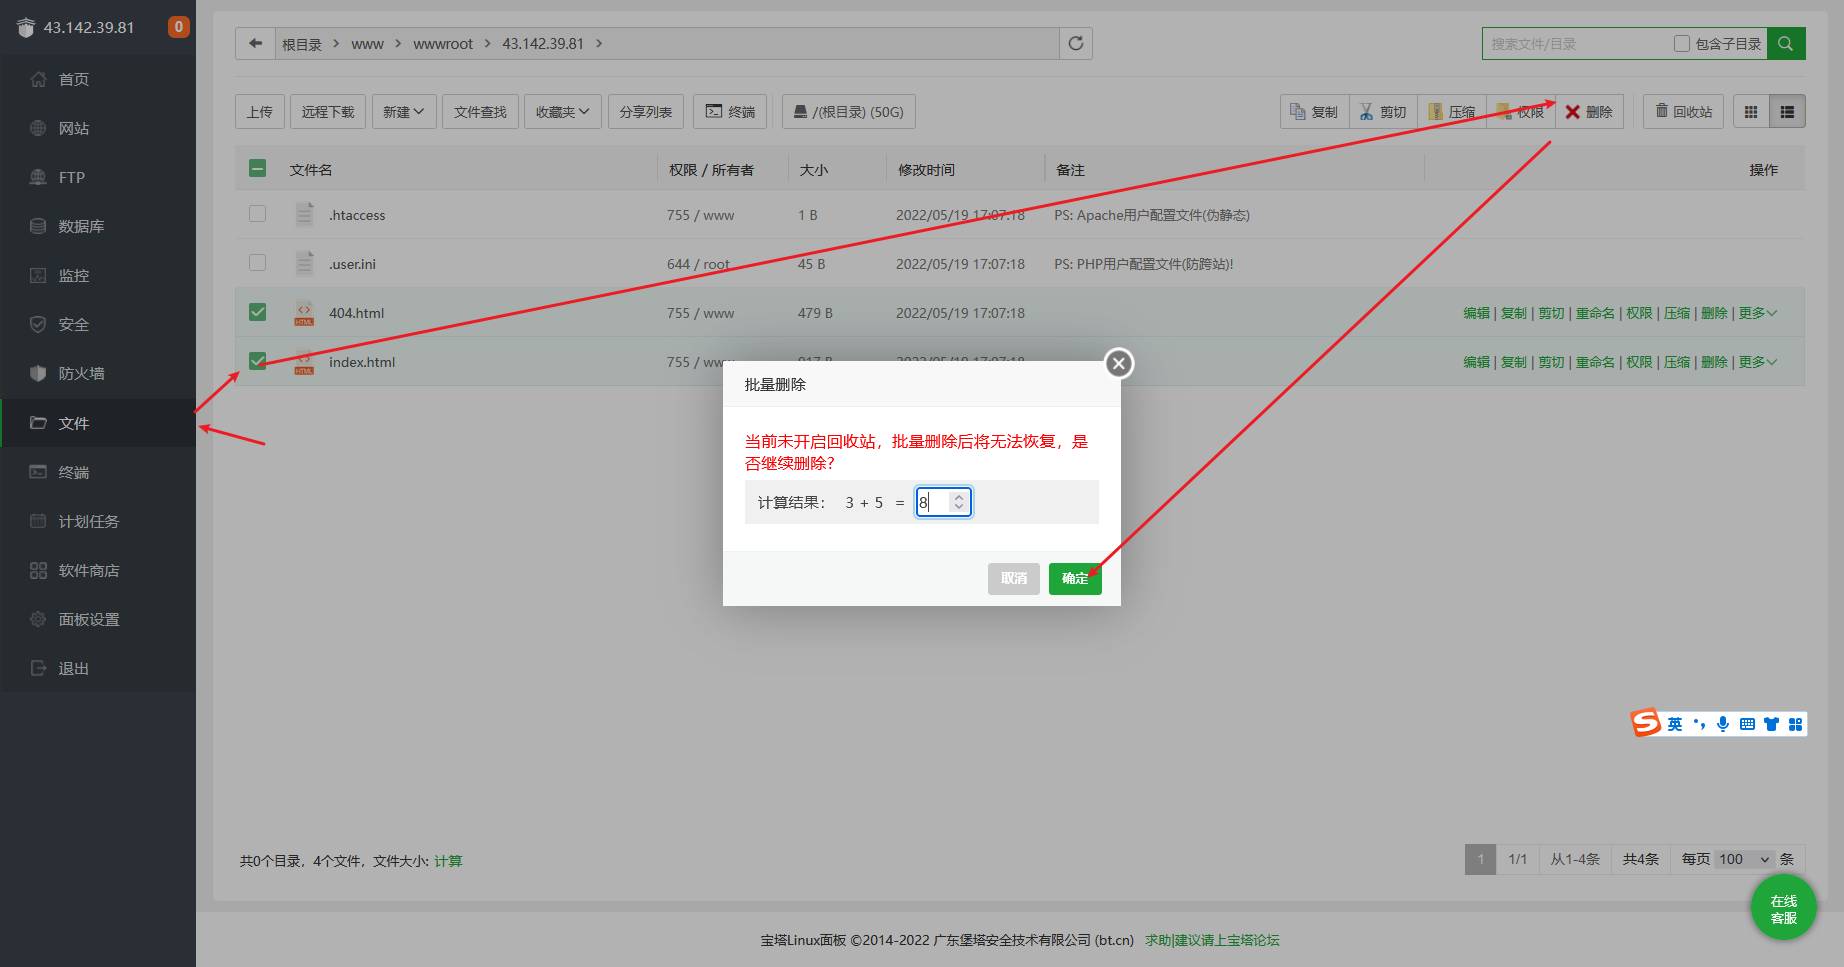 43.142.39.81
0
首页
网站
FTP
数据库
监控
安全
防火墙
文件
终端
计划任务
软件商店
面板设置
退出
根目录 > www > wwwroot > 43.142.39.81 >
搜索文件/目录 包含子目录
上传 远程下载 新建 文件查找 收藏夹 分享列表 终端 /(根目录) (50G) 复制 剪切 压缩 权限 删除 回收站
文件名 权限 / 所有者 大小 修改时间 备注 操作
.htaccess 755 / www 1 B 2022/05/19 17:07:18 PS: Apache用户配置文件(伪静态)
.user.ini 644 / root 45 B 2022/05/19 17:07:18 PS: PHP用户配置文件(防跨站)!
404.html 755 / www 479 B 2022/05/19 17:07:18 编辑 | 复制 | 剪切 | 重命名 | 权限 | 压缩 | 删除 | 更多
HTML
index.html 755 / www 917 B 2022/05/19 17:07:18 编辑 | 复制 | 剪切 | 重命名 | 权限 | 压缩 | 删除 | 更多
HTML
批量删除
当前未开启回收站，批量删除后将无法恢复，是
否继续删除？
计算结果： 3 + 5 = 8
取消 确定
S 英
共0个目录，4个文件，文件大小: 计算
1 1/1 从1-4条 共4条 每页 100 条
在线
客服
宝塔Linux面板 ©2014-2022 广东堡塔安全技术有限公司 (bt.cn) 求助|建议请上宝塔论坛